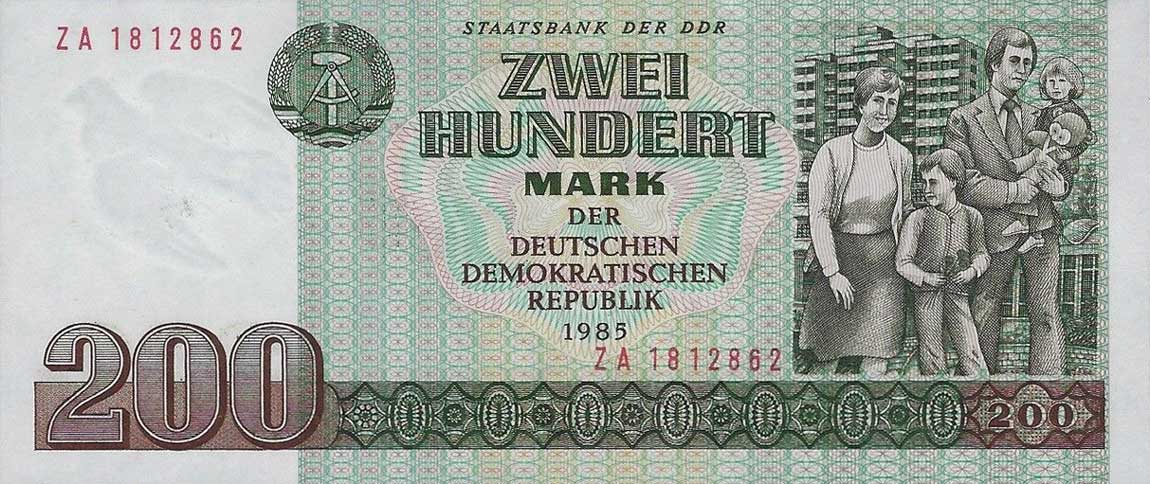 ZA 1812862
STAATSBANK DER DDR
ZWEI
HUNDERT
MARK
DER
DEUTSCHEN
DEMOKRATISCHEN
REPUBLIK
1985
ZA 1812862
200
200